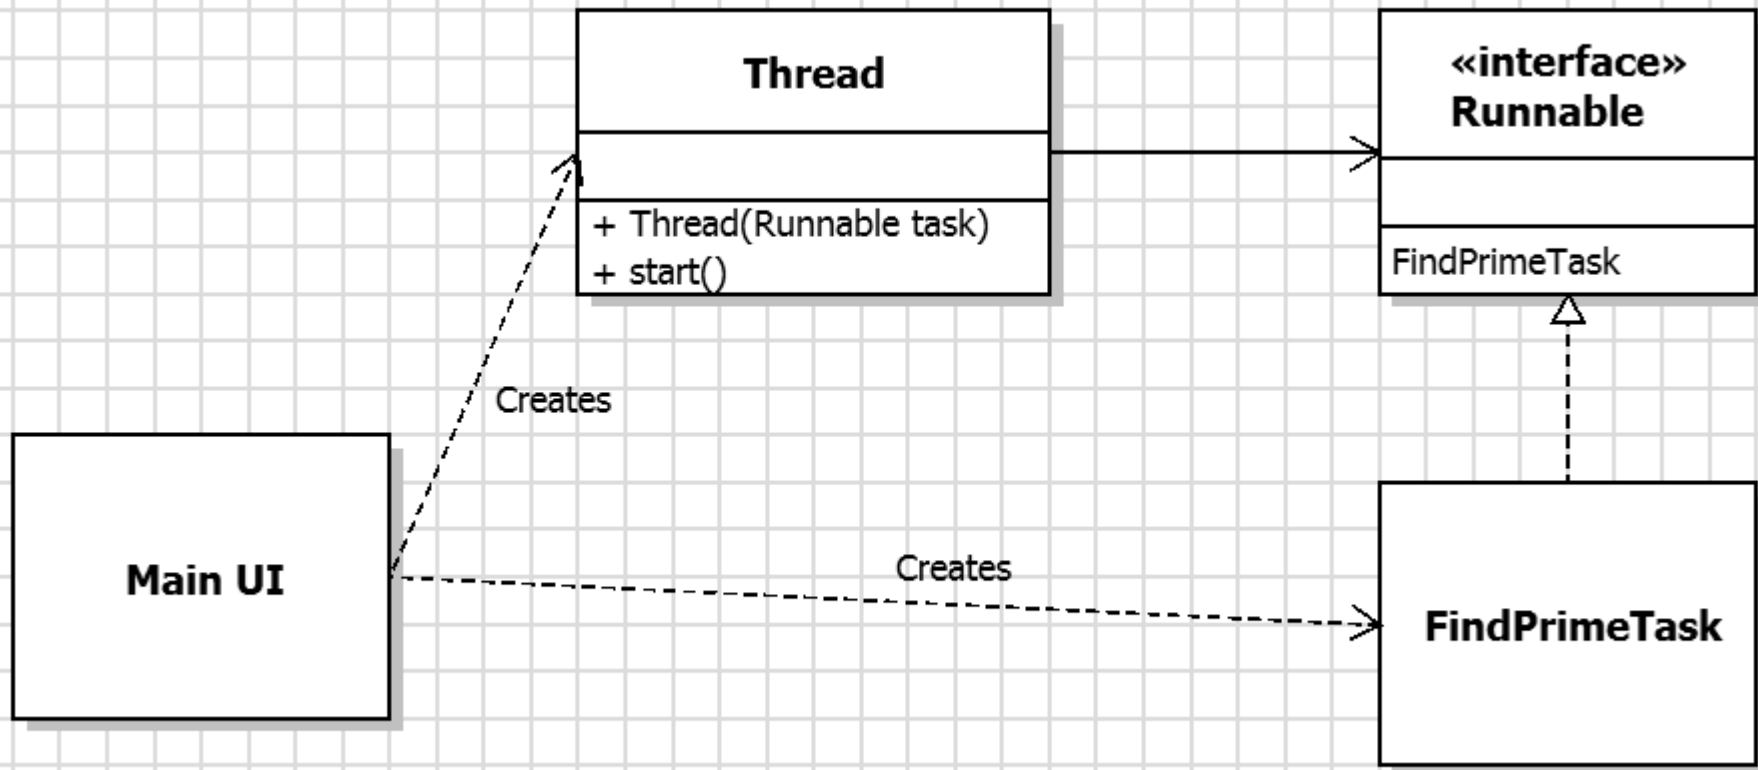 Thread
+ Thread(Runnable task)
+ start()
«interface»
Runnable
FindPrimeTask
Creates
Main UI
Creates
FindPrimeTask